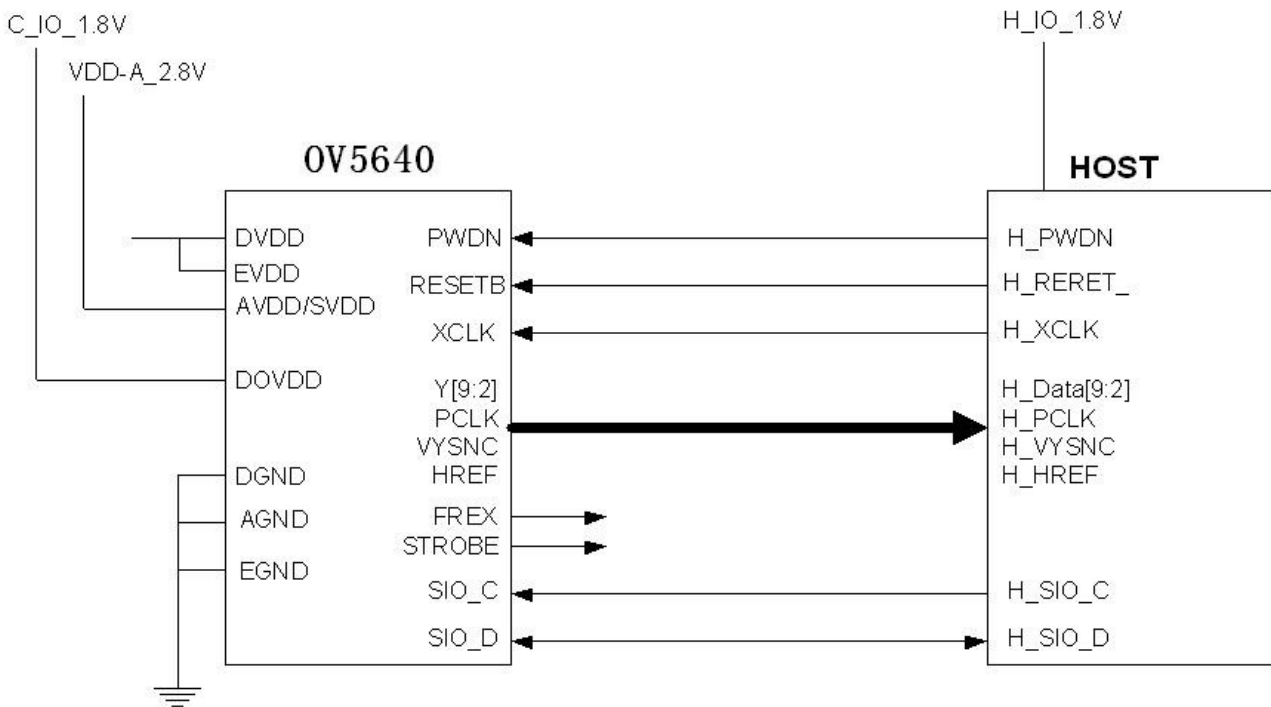 C_IO_1.8V
H_IO_1.8V
VDD-A_2.8V
OV5640
HOST
DVDD
EVDD
AVDD/SVDD
DOVDD
DGND
AGND
EGND
PWDN
RESETB
XCLK
Y[9:2]
PCLK
VYSNC
HREF
FREX
STROBE
SIO_C
SIO_D
H_PWDN
H_RERET_
H_XCLK
H_Data[9:2]
H_PCLK
H_VYSNC
H_HREF
H_SIO_C
H_SIO_D